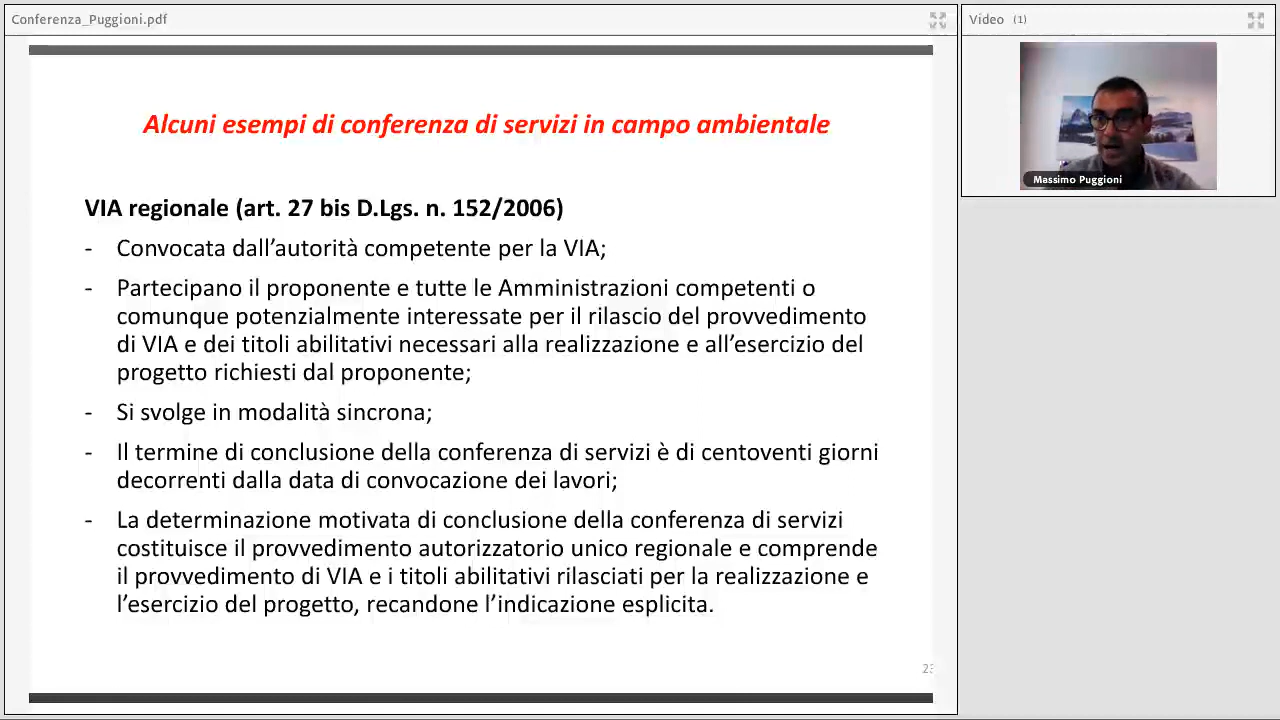 Conferenza_Puggioni.pdf
Video (1)
Massimo Puggioni
Alcuni esempi di conferenza di servizi in campo ambientale
VIA regionale (art. 27 bis D.Lgs. n. 152/2006)
- Convocata dall’autorità competente per la VIA;
- Partecipano il proponente e tutte le Amministrazioni competenti o
comunque potenzialmente interessate per il rilascio del provvedimento
di VIA e dei titoli abilitativi necessari alla realizzazione e all’esercizio del
progetto richiesti dal proponente;
- Si svolge in modalità sincrona;
- Il termine di conclusione della conferenza di servizi è di centoventi giorni
decorrenti dalla data di convocazione dei lavori;
- La determinazione motivata di conclusione della conferenza di servizi
costituisce il provvedimento autorizzatorio unico regionale e comprende
il provvedimento di VIA e i titoli abilitativi rilasciati per la realizzazione e
l’esercizio del progetto, recandone l’indicazione esplicita.